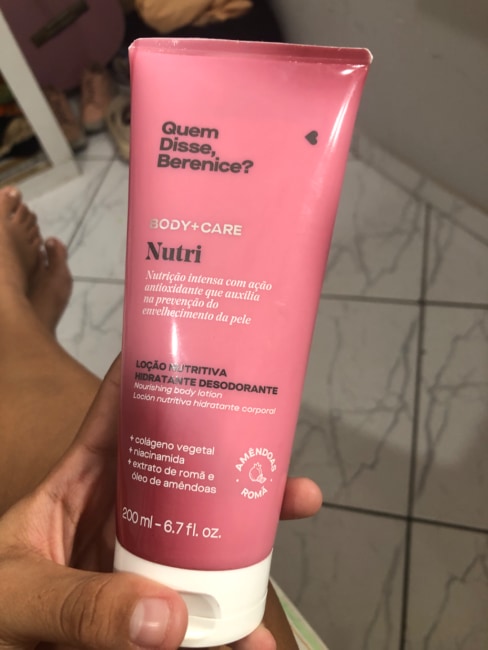 Quem
Disse,
Berenice?
BODY+CARE
Nutri
Nutrição intensa com ação
antioxidante que auxilia
na prevenção do
envelhecimento da pele
LOÇÃO NUTRITIVA
HIDRATANTE DESODORANTE
Nourishing body lotion
Loción nutritiva hidratante corporal
+ colágeno vegetal
+ niacinamida
+ extrato de romã e
óleo de amêndoas
AMÊNDOAS
ROMÃ
200 ml - 6.7 fl. oz.